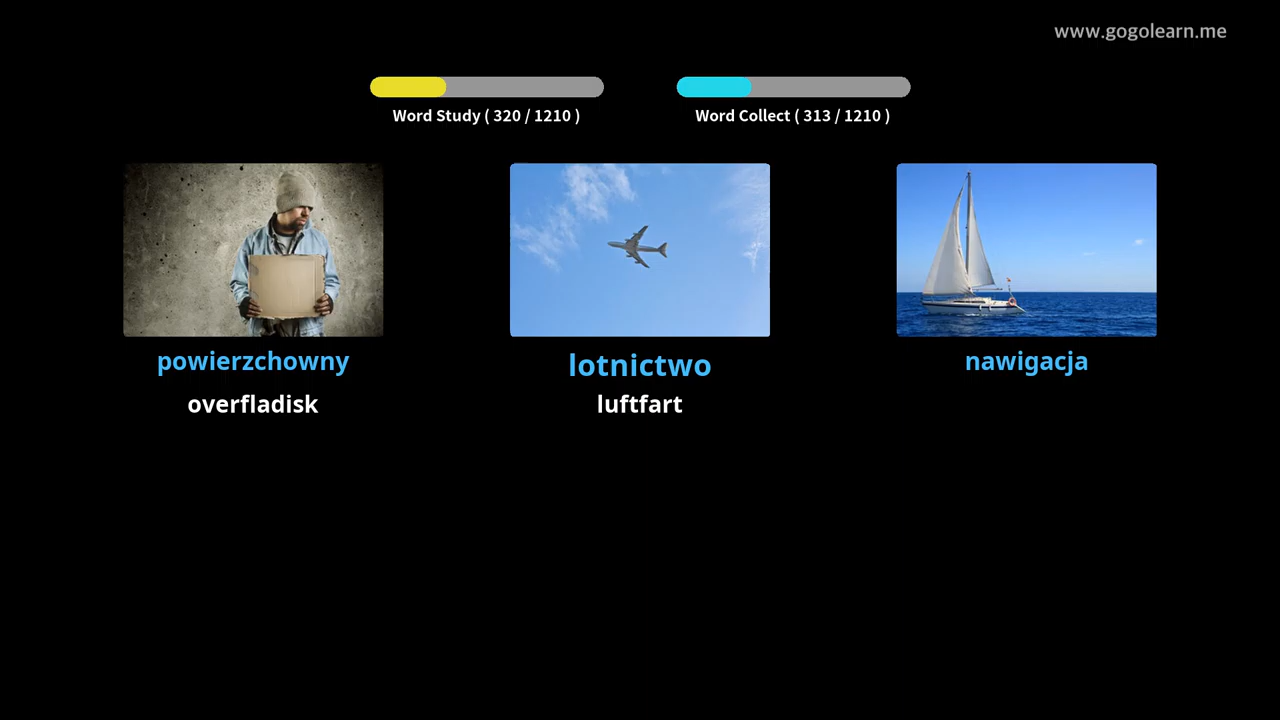 www.gogolearn.me
Word Study ( 320 / 1210 )
Word Collect ( 313 / 1210 )
powierzchowny
lotnictwo
nawigacja
overfladisk
luftfart